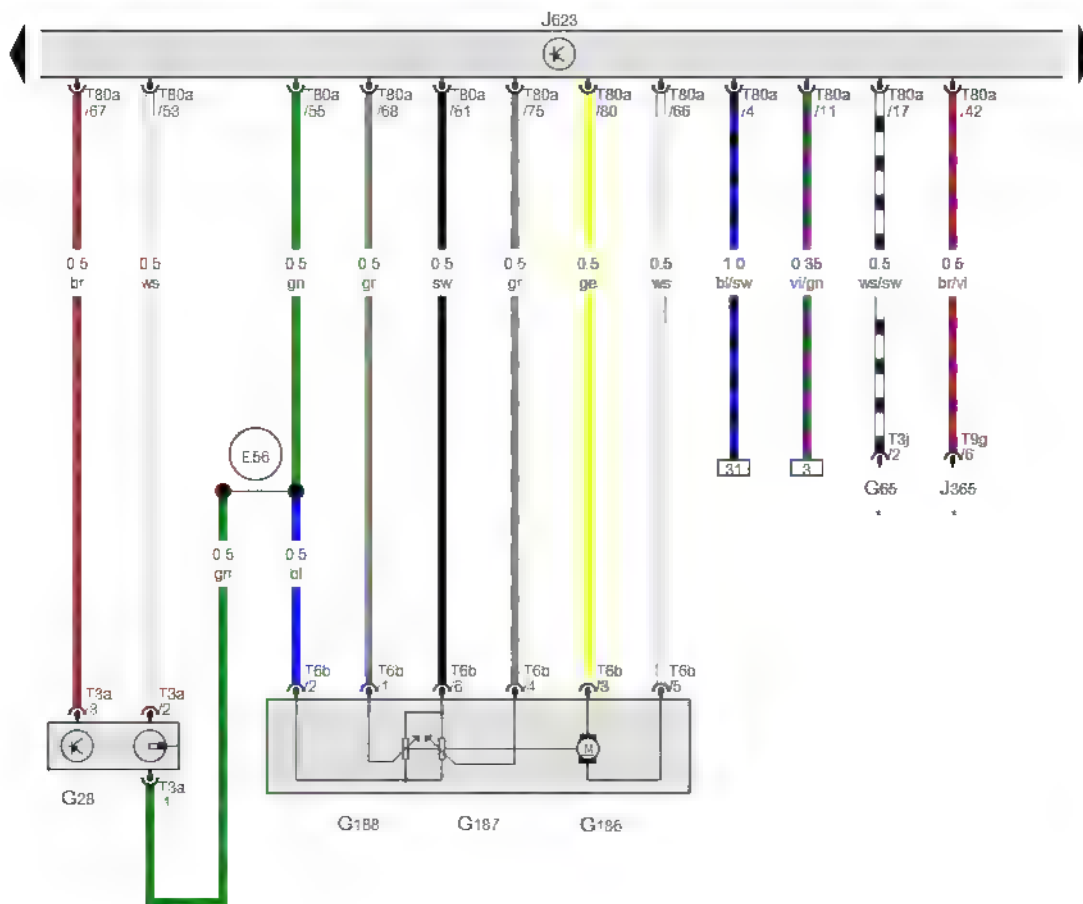 J623
T80a T80a T80a T80a T80a T80a T80a T80a T80a T80a T80a T80a
/67 /53 /55 /68 /61 /75 /80 /66 /4 /11 /17 /42
0.5 0.5 0.5 0.5 0.5 0.5 0.5 0.5 1.0 0.35 0.5 0.5
br ws gn gr sw gr ge ws bl/sw vi/gn ws/sw br/vi
T3j T9g
/2 /6
E56
31 3
G65 J365
* *
0.5 0.5
gn bl
T6b T6b T6b T6b T6b T6b
/2 /1 /6 /4 /3 /5
T3a T3a
/3 /2
M
T3a
/1
G28
G188 G187 G186